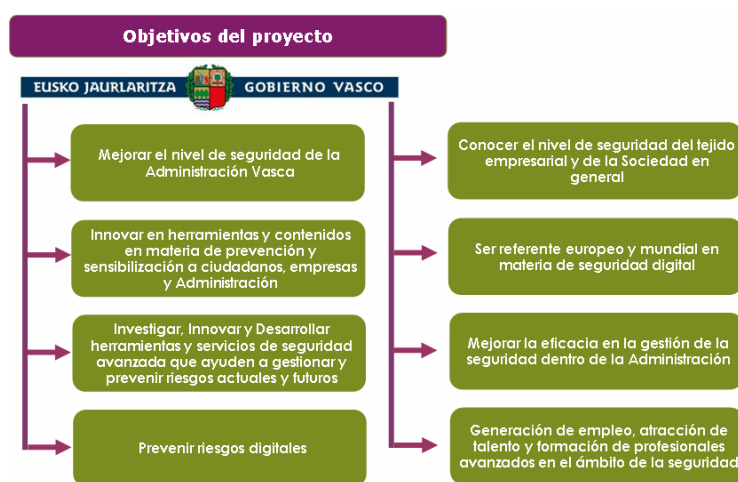 Objetivos del proyecto
EUSKO JAURLARITZA GOBIERNO VASCO
Mejorar el nivel de seguridad de la
Administración Vasca
Innovar en herramientas y contenidos
en materia de prevención y
sensibilización a ciudadanos, empresas
y Administración
Investigar, Innovar y Desarrollar
herramientas y servicios de seguridad
avanzada que ayuden a gestionar y
prevenir riesgos actuales y futuros
Prevenir riesgos digitales
Conocer el nivel de seguridad del tejido
empresarial y de la Sociedad en
general
Ser referente europeo y mundial en
materia de seguridad digital
Mejorar la eficacia en la gestión de la
seguridad dentro de la Administración
Generación de empleo, atracción de
talento y formación de profesionales
avanzados en el ámbito de la seguridad